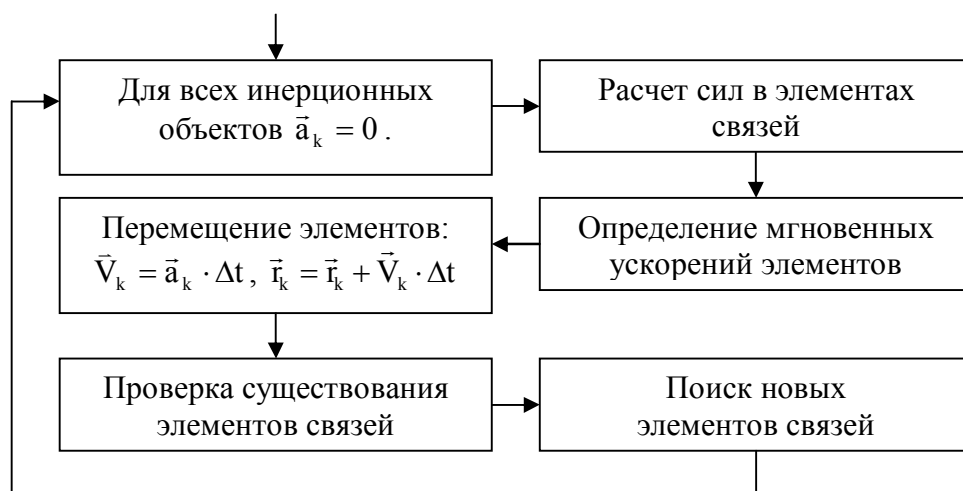 Для всех инерционных
объектов a⃗ₖ = 0 .
Расчет сил в элементах
связей
Определение мгновенных
ускорений элементов
Перемещение элементов:
V⃗ₖ = a⃗ₖ · Δt , r⃗ₖ = r⃗ₖ + V⃗ₖ · Δt
Проверка существования
элементов связей
Поиск новых
элементов связей